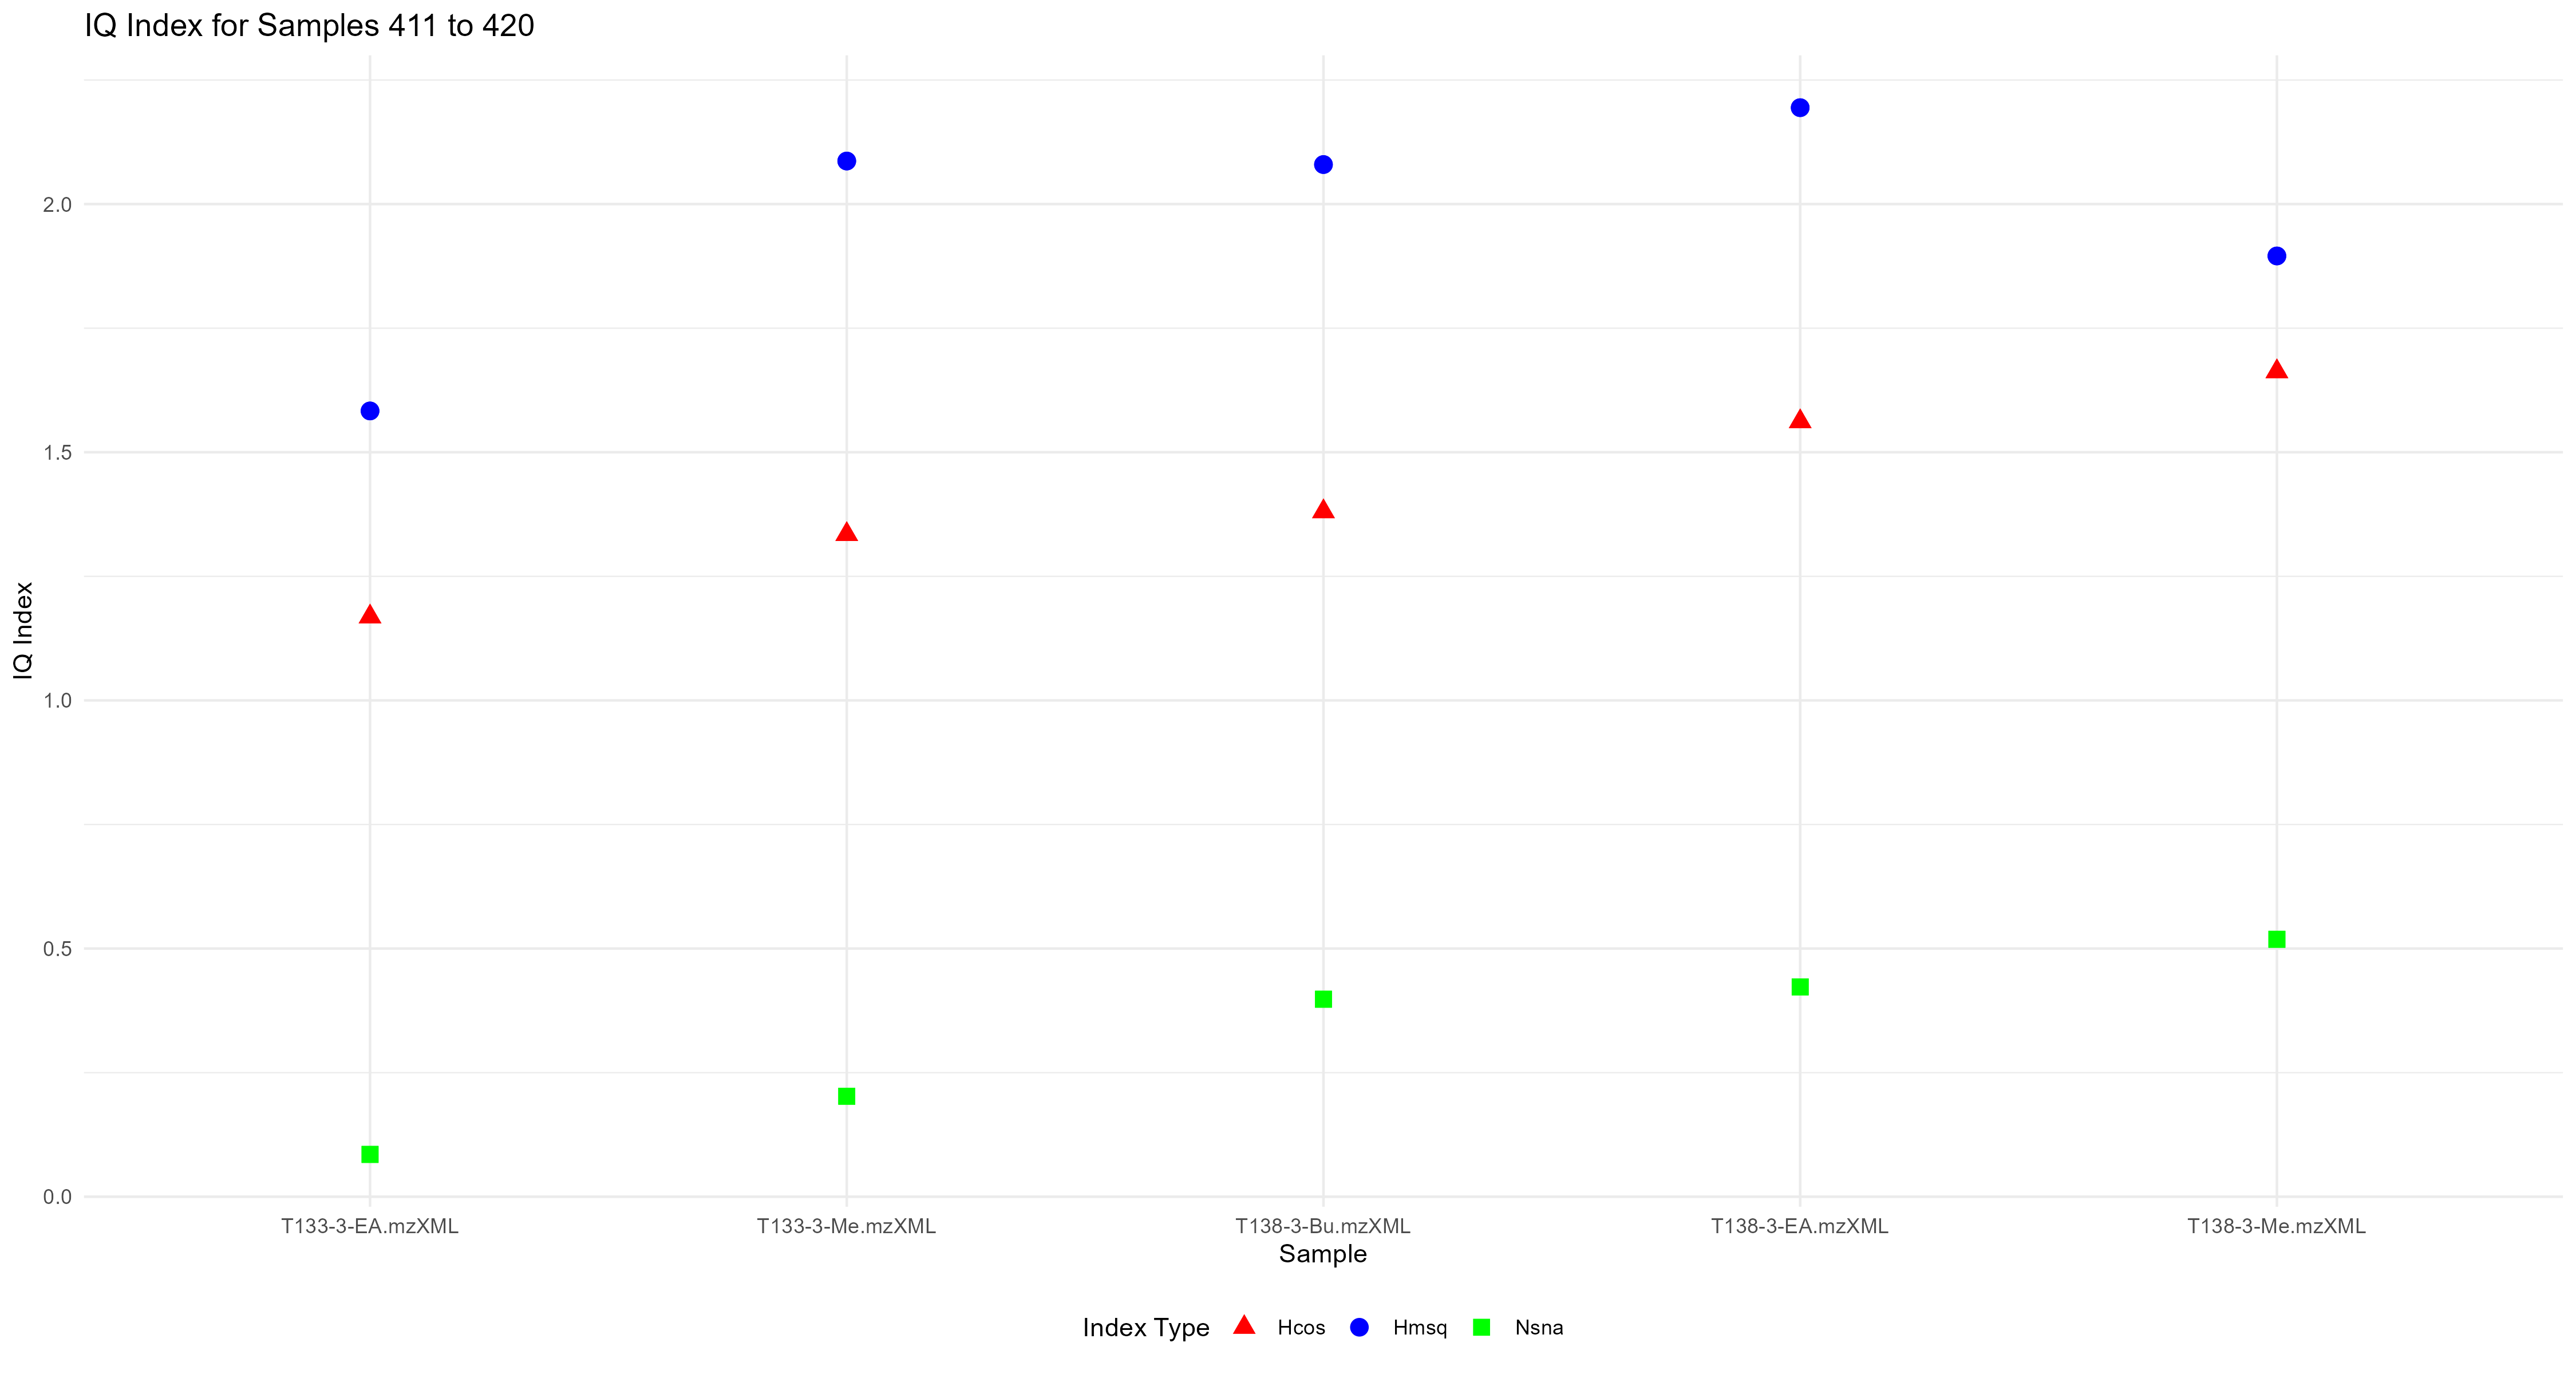 IQ Index for Samples 411 to 420
IQ Index
2.0
1.5
1.0
0.5
0.0
T133-3-EA.mzXML T133-3-Me.mzXML T138-3-Bu.mzXML T138-3-EA.mzXML T138-3-Me.mzXML
Sample
Index Type Hcos Hmsq Nsna